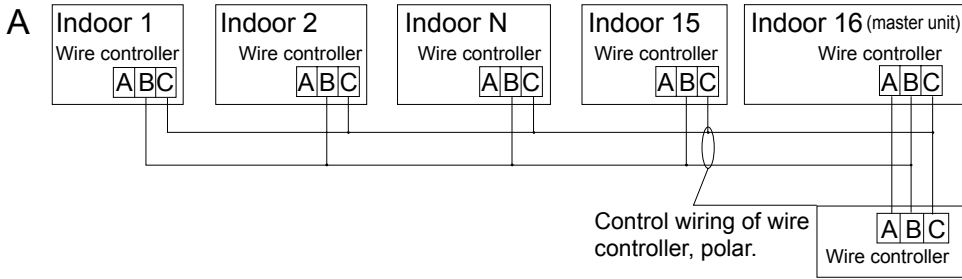 A
Indoor 1
Wire controller
A B C
Indoor 2
Wire controller
A B C
Indoor N
Wire controller
A B C
Indoor 15
Wire controller
A B C
Indoor 16 (master unit)
Wire controller
A B C
Control wiring of wire
controller, polar.
A B C
Wire controller